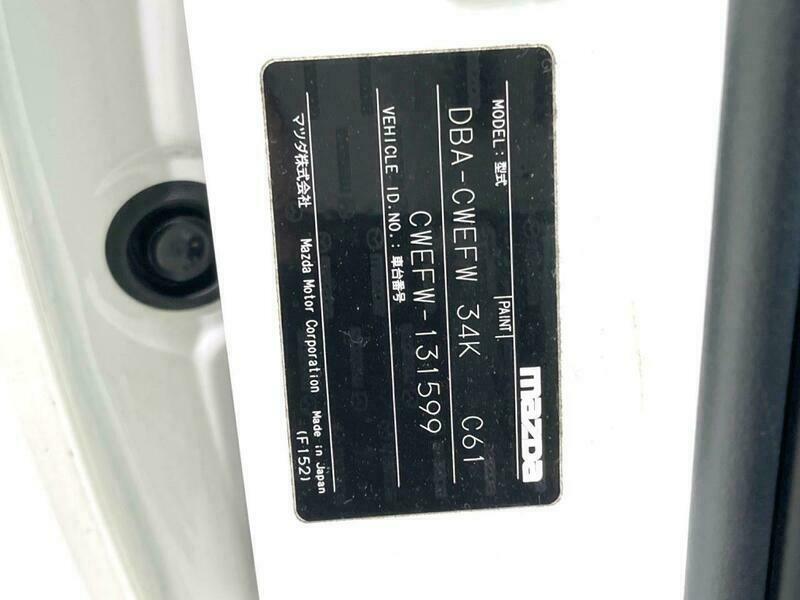 mazda
MODEL:型式 PAINT
DBA-CWEFW 34K C61
VEHICLE ID.NO.:車台番号
CWEFW-131599
マツダ株式会社 Mazda Motor Corporation Made in Japan
(F152)